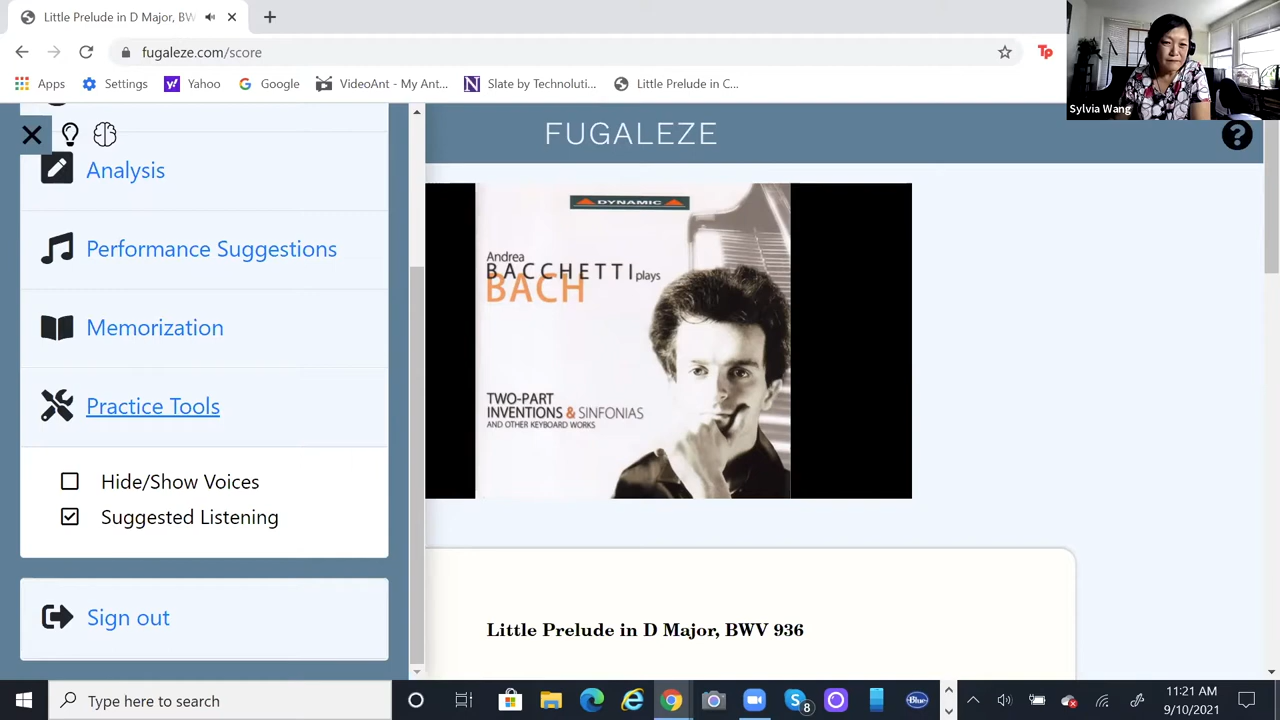 Little Prelude in D Major, BW
fugaleze.com/score
Tp
Apps
Settings
Yahoo
Google
VideoAnt - My Ant...
Slate by Technoluti...
Little Prelude in C...
Sylvia Wang
FUGALEZE
Analysis
Performance Suggestions
Memorization
Practice Tools
Hide/Show Voices
Suggested Listening
Sign out
DYNAMIC
Andrea
BACCHETTI plays
BACH
TWO-PART
INVENTIONS & SINFONIAS
AND OTHER KEYBOARD WORKS
Little Prelude in D Major, BWV 936
Type here to search
8
Blue
11:21 AM
9/10/2021